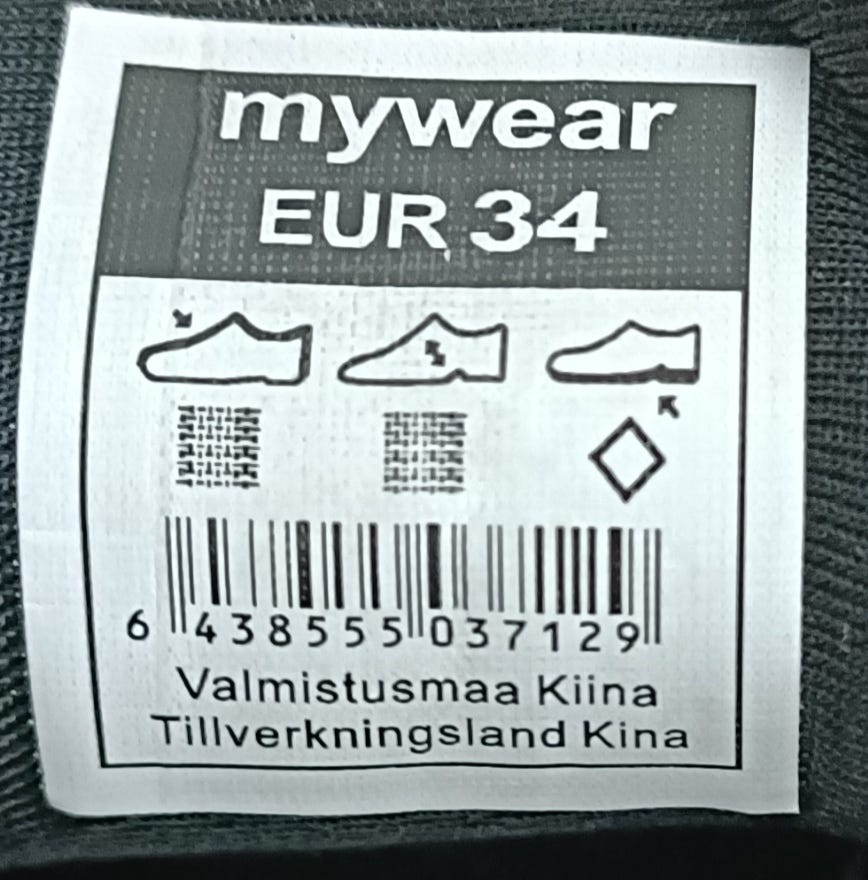 mywear
EUR 34
6 438555 037129
Valmistusmaa Kiina
Tillverkningsland Kina